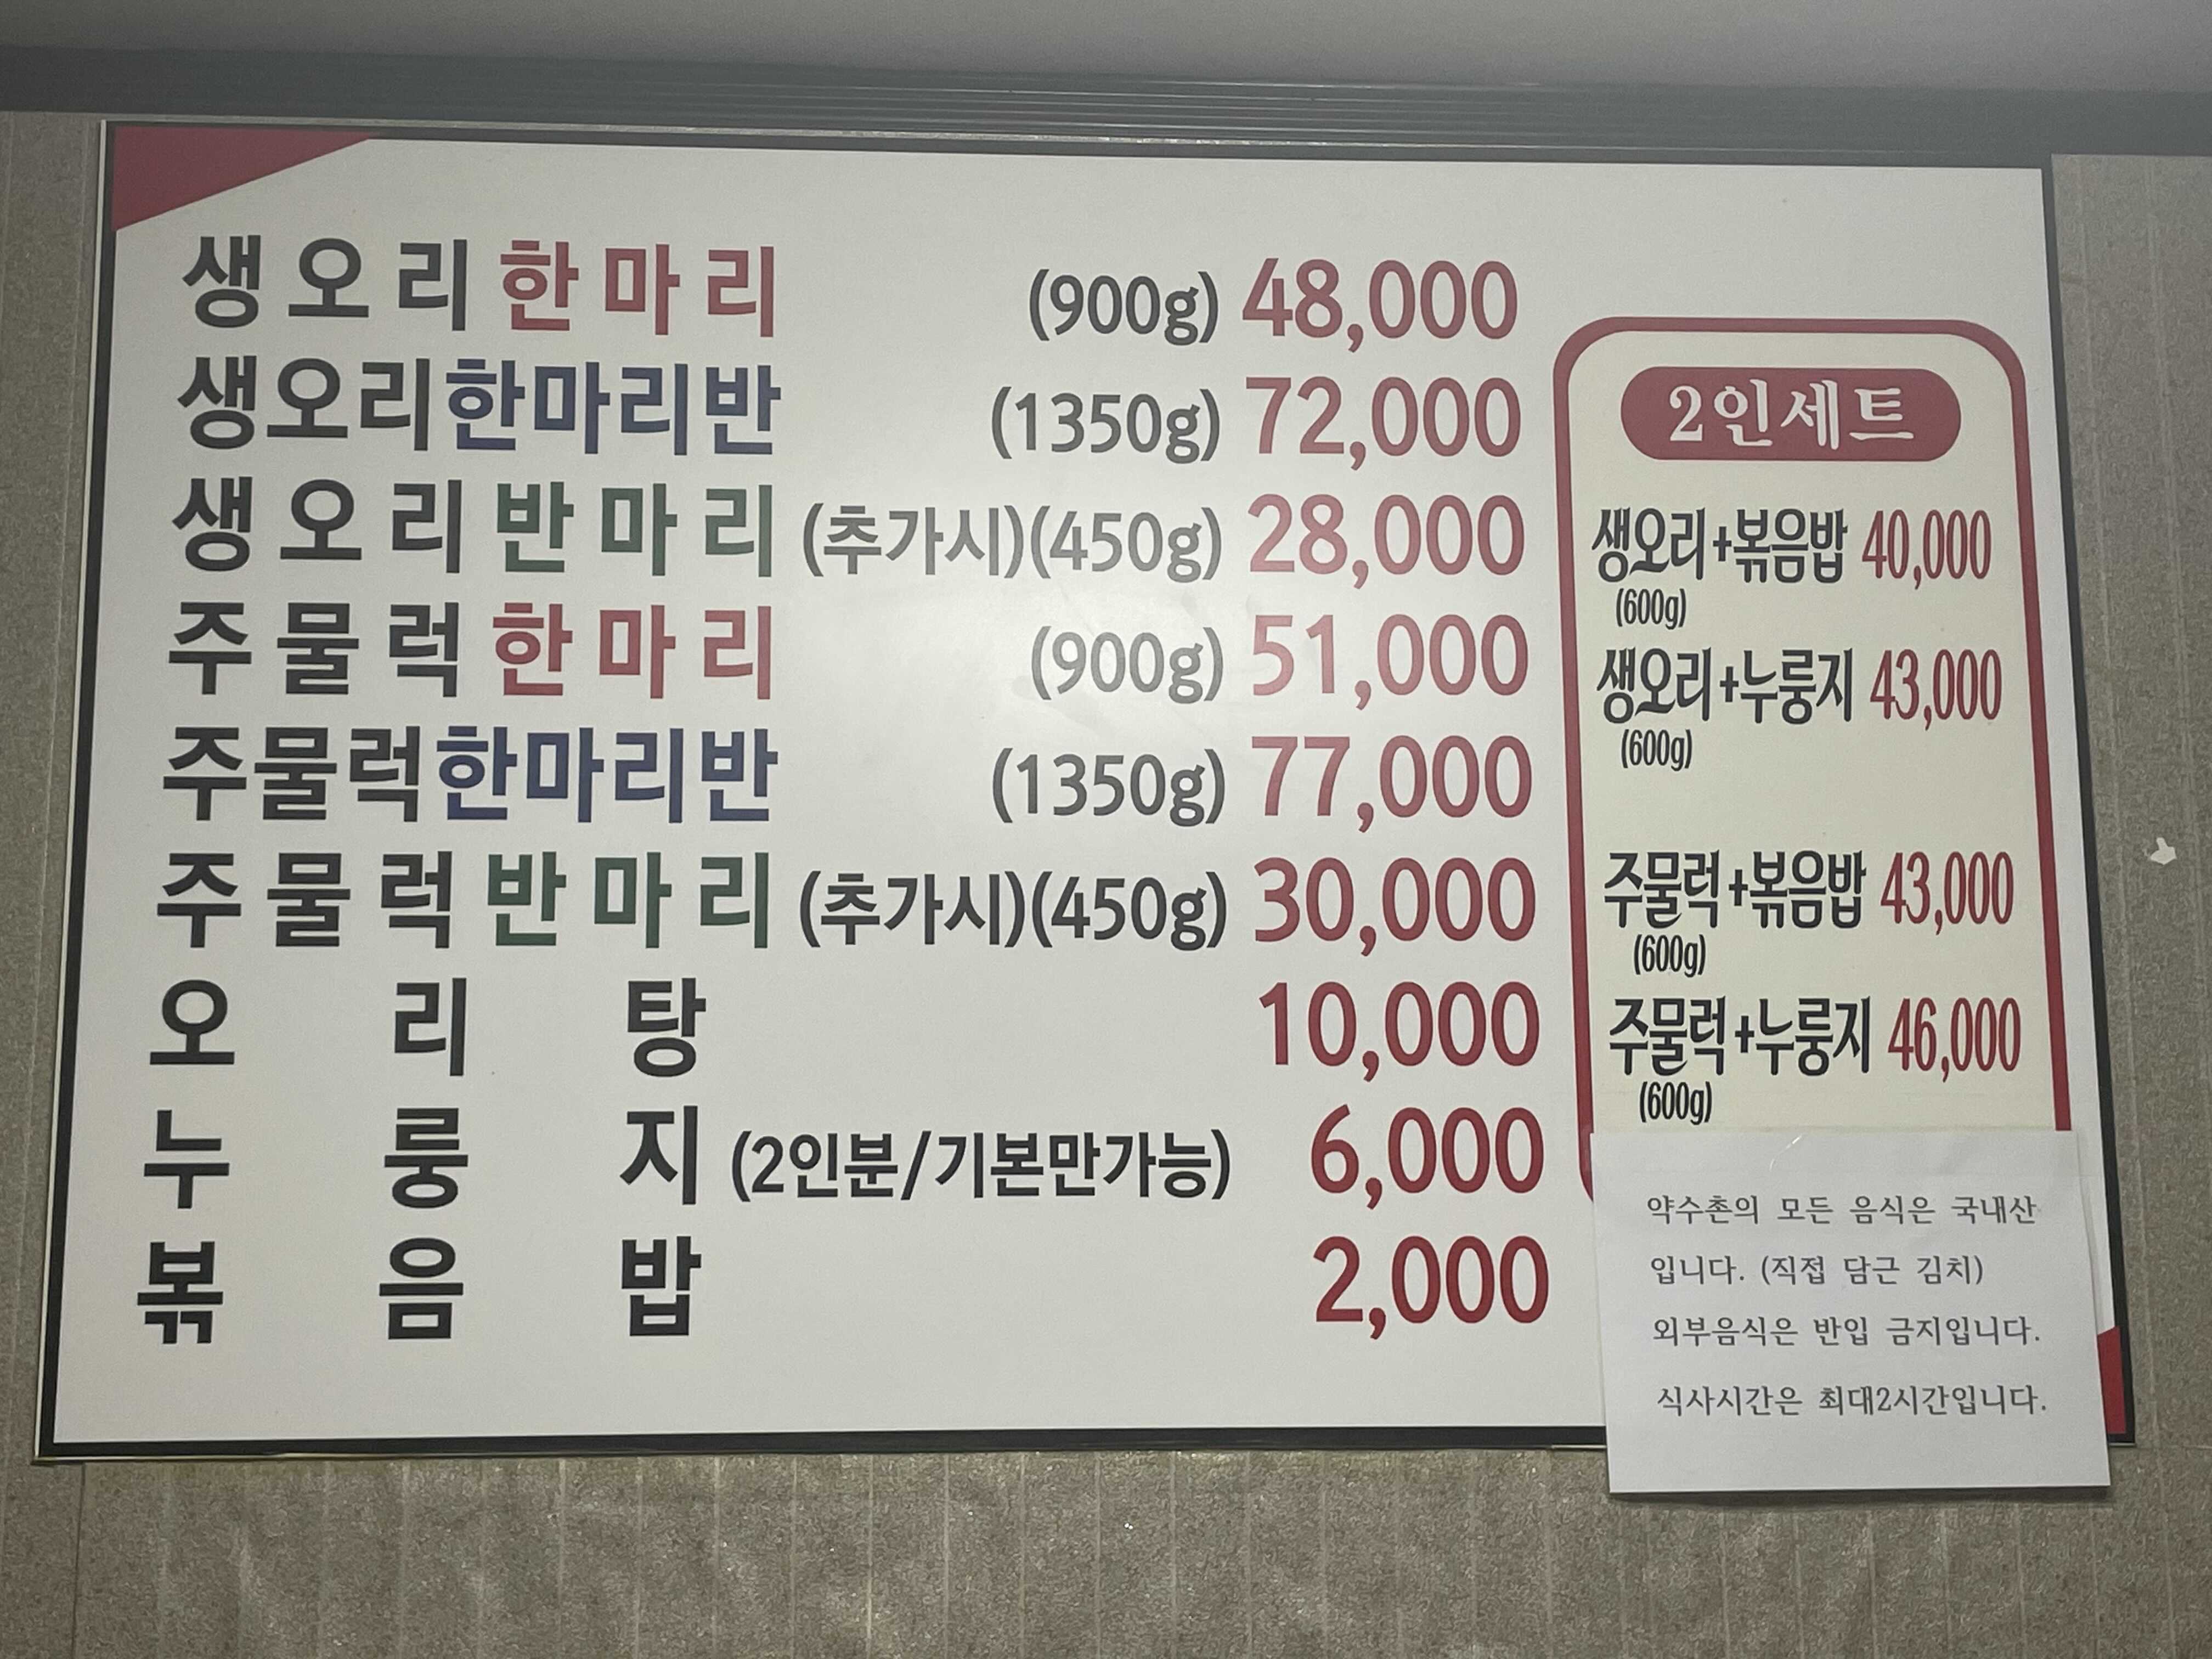 생오리한마리 (900g) 48,000
생오리한마리반 (1350g) 72,000
생오리반마리 (추가시)(450g) 28,000
주물럭한마리 (900g) 51,000
주물럭한마리반 (1350g) 77,000
주물럭반마리 (추가시)(450g) 30,000
오리탕 10,000
누룽지 (2인분/기본만가능) 6,000
볶음밥 2,000
2인세트
생오리+볶음밥 40,000
(600g)
생오리+누룽지 43,000
(600g)
주물럭+볶음밥 43,000
(600g)
주물럭+누룽지 46,000
(600g)
약수촌의 모든 음식은 국내산
입니다. (직접 담근 김치)
외부음식은 반입 금지입니다.
식사시간은 최대2시간입니다.